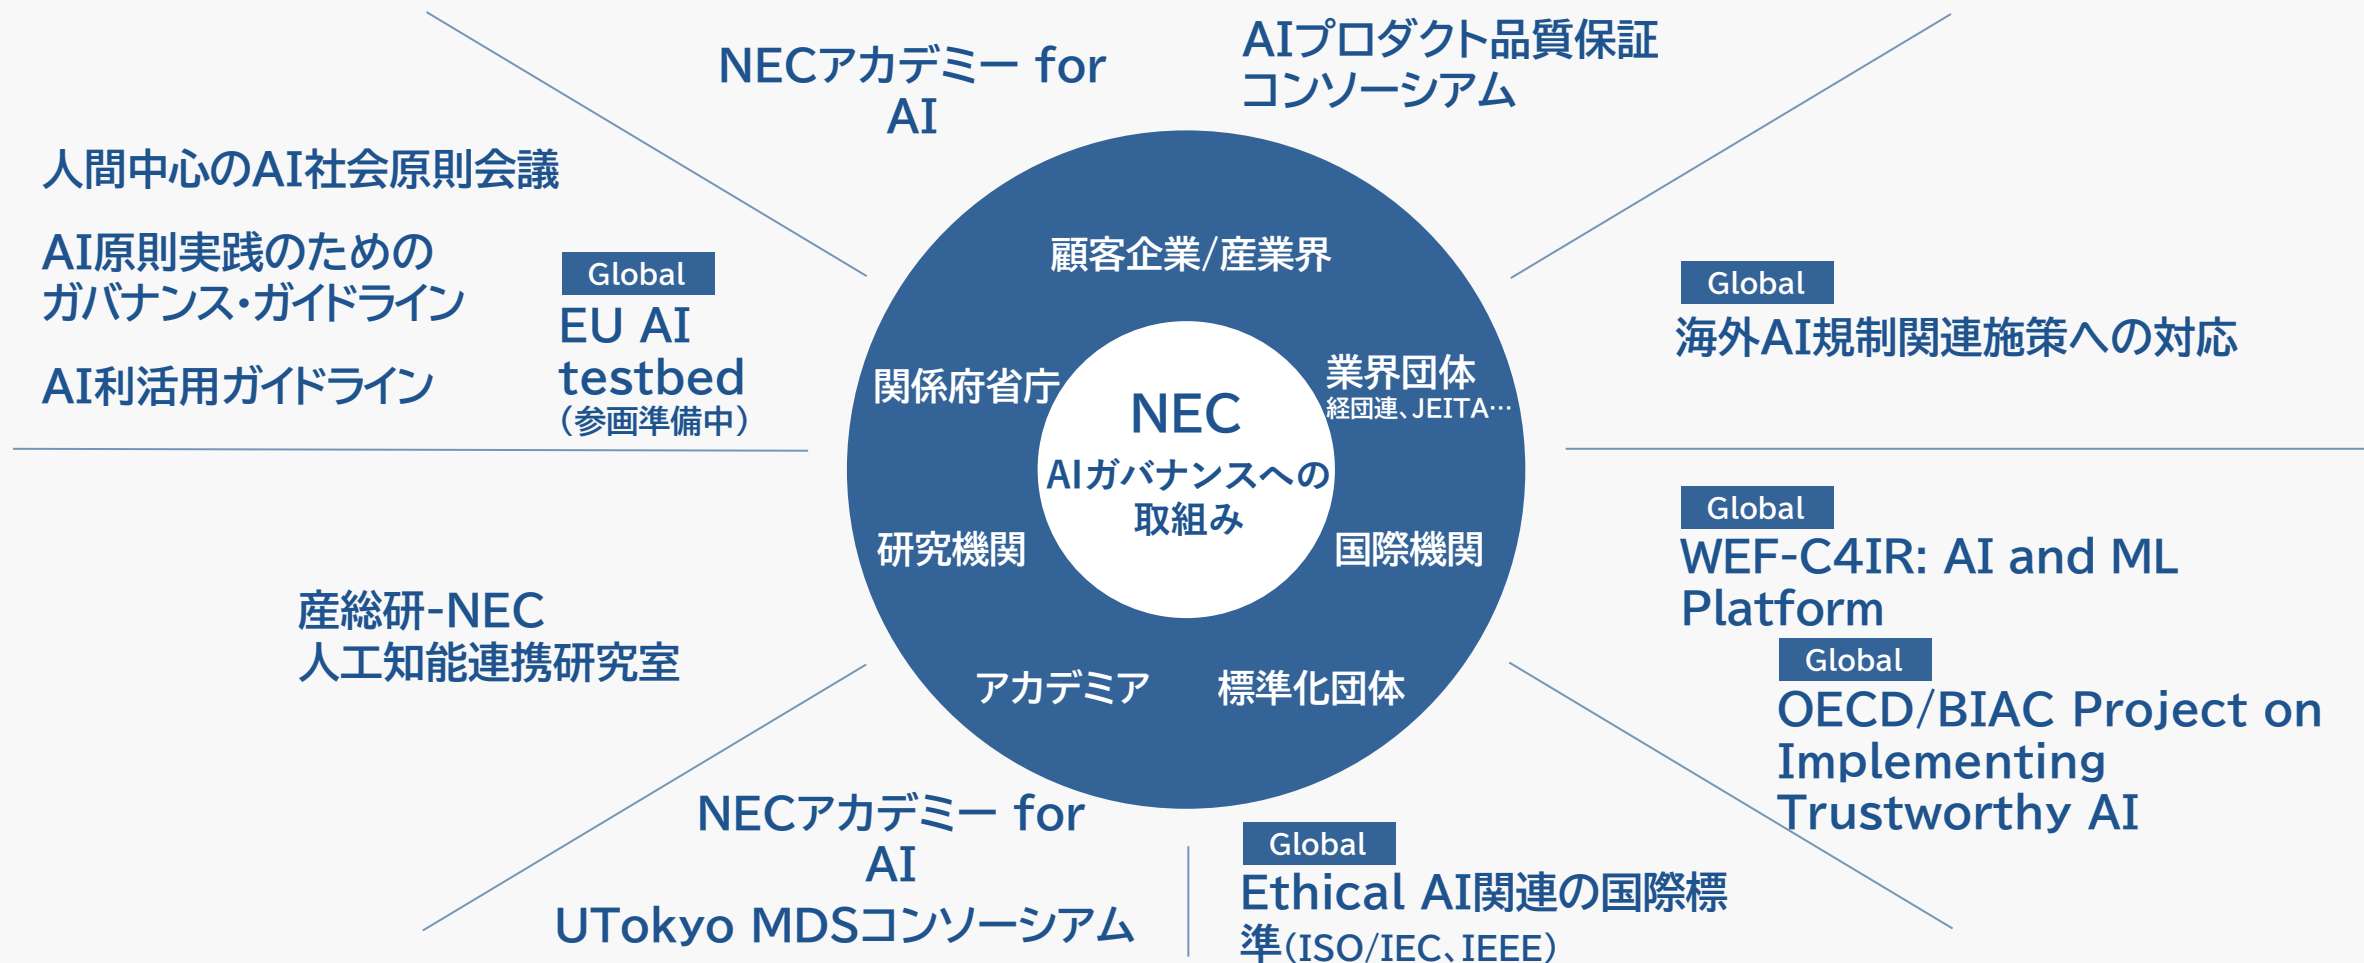 NECアカデミー for
AI
AIプロダクト品質保証
コンソーシアム
人間中心のAI社会原則会議
AI原則実践のための
ガバナンス・ガイドライン
AI利活用ガイドライン
Global
EU AI
testbed
（参画準備中）
顧客企業/産業界
関係府省庁
業界団体
経団連、JEITA…
NEC
AIガバナンスへの
取組み
研究機関
国際機関
アカデミア
標準化団体
Global
海外AI規制関連施策への対応
Global
WEF-C4IR: AI and ML
Platform
Global
OECD/BIAC Project on
Implementing
Trustworthy AI
産総研-NEC
人工知能連携研究室
NECアカデミー for
AI
UTokyo MDSコンソーシアム
Global
Ethical AI関連の国際標
準（ISO/IEC、IEEE）